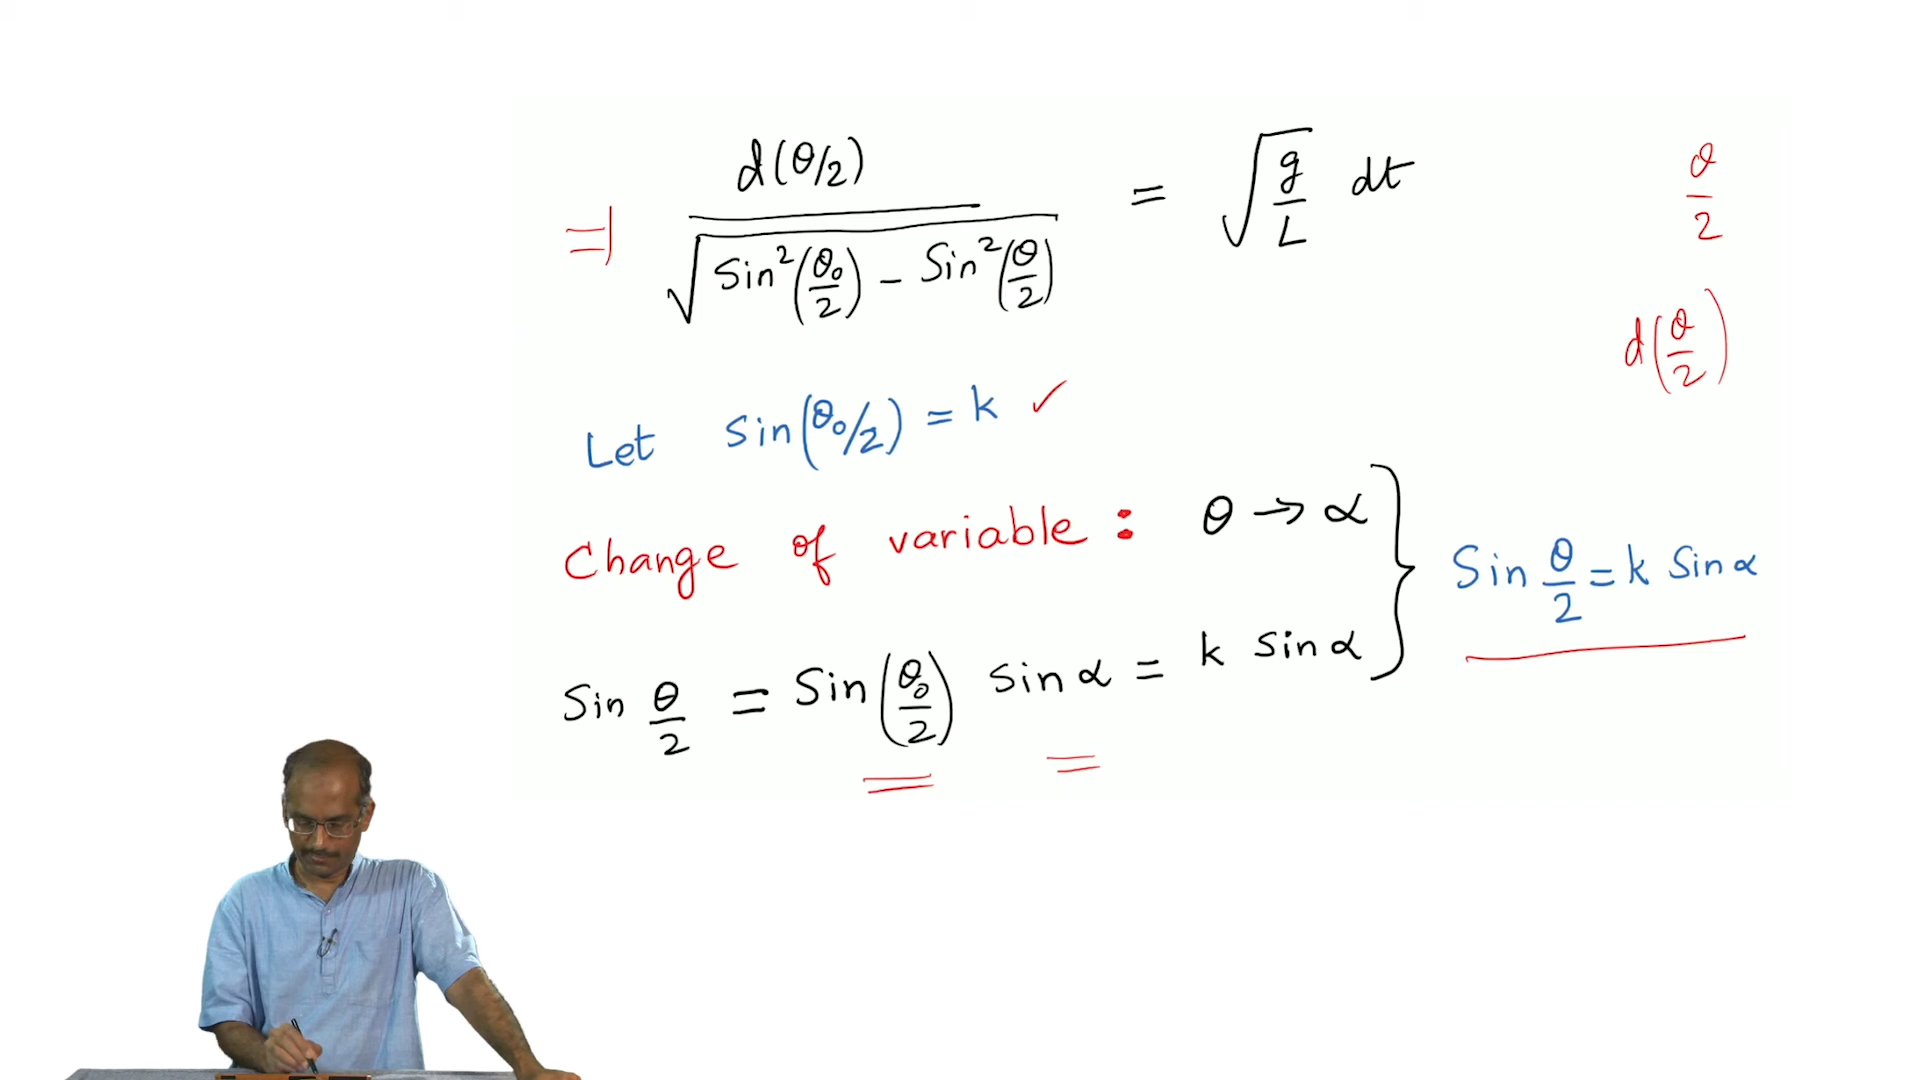 ⇒ d(θ/2) / √(Sin²(θ₀/2) - Sin²(θ/2)) = √(g/L) dt
θ/2
d(θ/2)
Let Sin(θ₀/2) = k ✓
Change of variable : θ → α
Sin θ/2 = Sin(θ₀/2) Sin α = k Sin α
Sin θ/2 = k Sin α